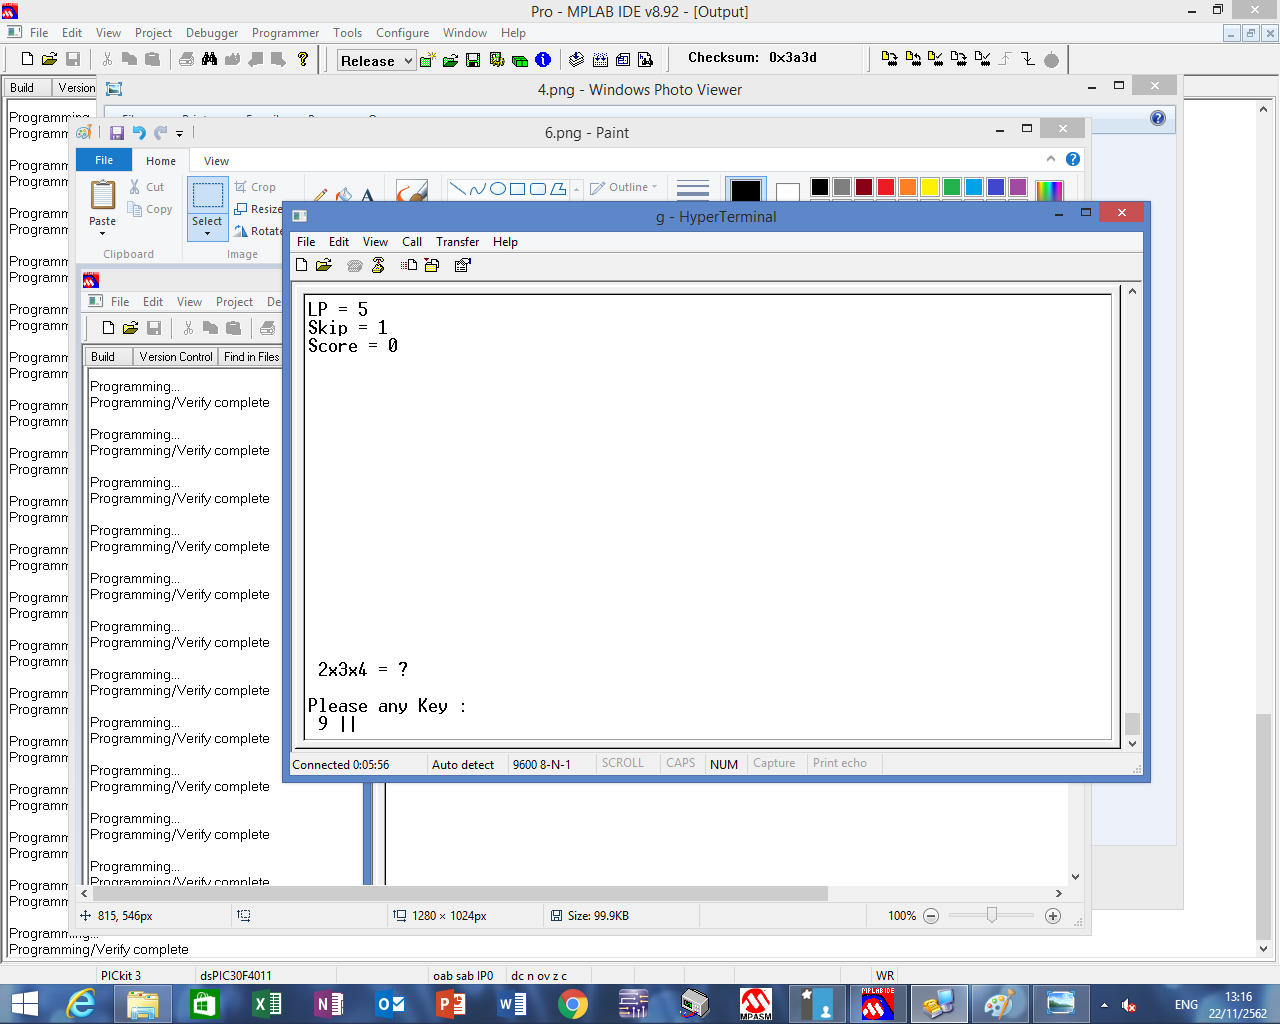 Pro - MPLAB IDE v8.92 - [Output]
File Edit View Project Debugger Programmer Tools Configure Window Help
Release
Checksum: 0x3a3d
Build
Version
4.png - Windows Photo Viewer
6.png - Paint
File Home View
Paste
Cut
Copy
Clipboard
Select
Crop
Resize
Rotate
Image
Outline
g - HyperTerminal
File Edit View Call Transfer Help
LP = 5
Skip = 1
Score = 0
2x3x4 = ?
Please any Key :
9 ||
Connected 0:05:56 Auto detect 9600 8-N-1 SCROLL CAPS NUM Capture Print echo
File Edit View Project De
Build Version Control Find in Files
Programming...
Programming/Verify complete
Programming...
Programming/Verify complete
Programming...
Programming/Verify complete
Programming...
Programming/Verify complete
Programming...
Programming/Verify complete
Programming...
Programming/Verify complete
Programming...
Programming/Verify complete
Programming...
Programming/Verify complete
Programming...
Programming/Verify complete
Programming...
Programming/Verify complete
Programming...
Programming/Verify complete
815, 546px
1280 × 1024px
Size: 99.9KB
100%
Programming...
Programming/Verify complete
PICkit 3 dsPIC30F4011 oab sab IP0 dc n ov z c WR
MPASM
MPLAB IDE
ENG
13:16
22/11/2562